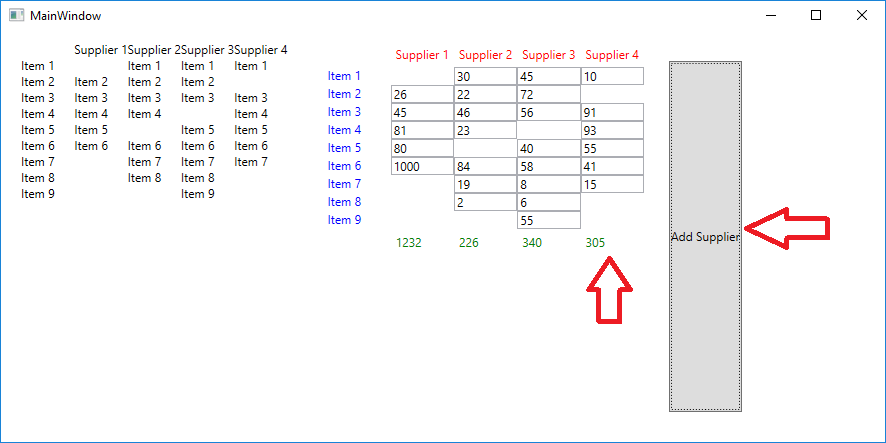 MainWindow
Supplier 1 Supplier 2 Supplier 3 Supplier 4
Item 1 Item 1 Item 1 Item 1
Item 2 Item 2 Item 2 Item 2
Item 3 Item 3 Item 3 Item 3 Item 3
Item 4 Item 4 Item 4 Item 4
Item 5 Item 5 Item 5 Item 5
Item 6 Item 6 Item 6 Item 6 Item 6
Item 7 Item 7 Item 7 Item 7
Item 8 Item 8 Item 8
Item 9 Item 9
Supplier 1 Supplier 2 Supplier 3 Supplier 4
Item 1 30 45 10
Item 2 26 22 72
Item 3 45 46 56 91
Item 4 81 23 93
Item 5 80 40 55
Item 6 1000 84 58 41
Item 7 19 8 15
Item 8 2 6
Item 9 55
1232 226 340 305
Add Supplier